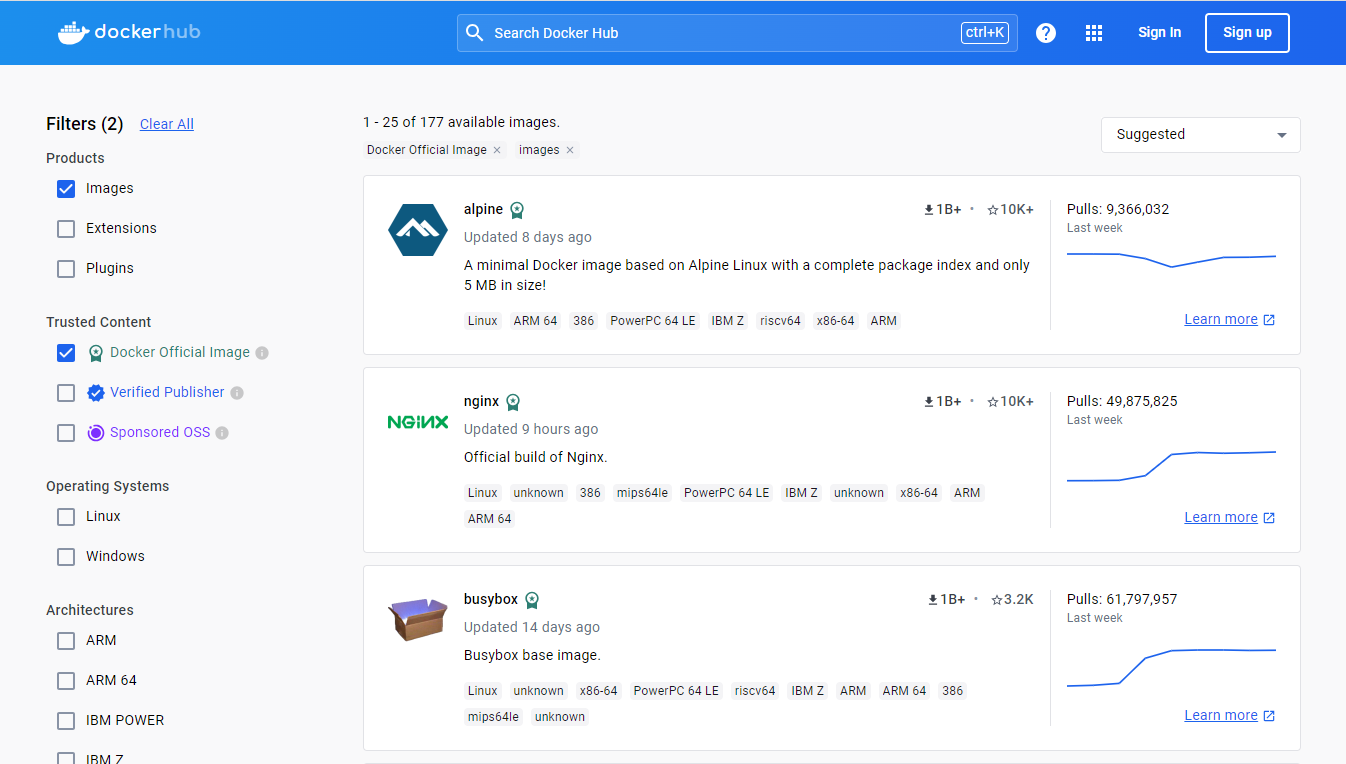 dockerhub
Search Docker Hub
ctrl+K
?
Sign In
Sign up
Filters (2)
Clear All
Products
Images
Extensions
Plugins
Trusted Content
Docker Official Image
Verified Publisher
Sponsored OSS
Operating Systems
Linux
Windows
Architectures
ARM
ARM 64
IBM POWER
IBM Z
1 - 25 of 177 available images.
Docker Official Image ×
images ×
Suggested
alpine
1B+ • 10K+
Updated 8 days ago
A minimal Docker image based on Alpine Linux with a complete package index and only
5 MB in size!
Linux ARM 64 386 PowerPC 64 LE IBM Z riscv64 x86-64 ARM
Pulls: 9,366,032
Last week
Learn more
NGINX
nginx
1B+ • 10K+
Updated 9 hours ago
Official build of Nginx.
Linux unknown 386 mips64le PowerPC 64 LE IBM Z unknown x86-64 ARM
ARM 64
Pulls: 49,875,825
Last week
Learn more
busybox
1B+ • 3.2K
Updated 14 days ago
Busybox base image.
Linux unknown x86-64 PowerPC 64 LE riscv64 IBM Z ARM ARM 64 386
mips64le unknown
Pulls: 61,797,957
Last week
Learn more